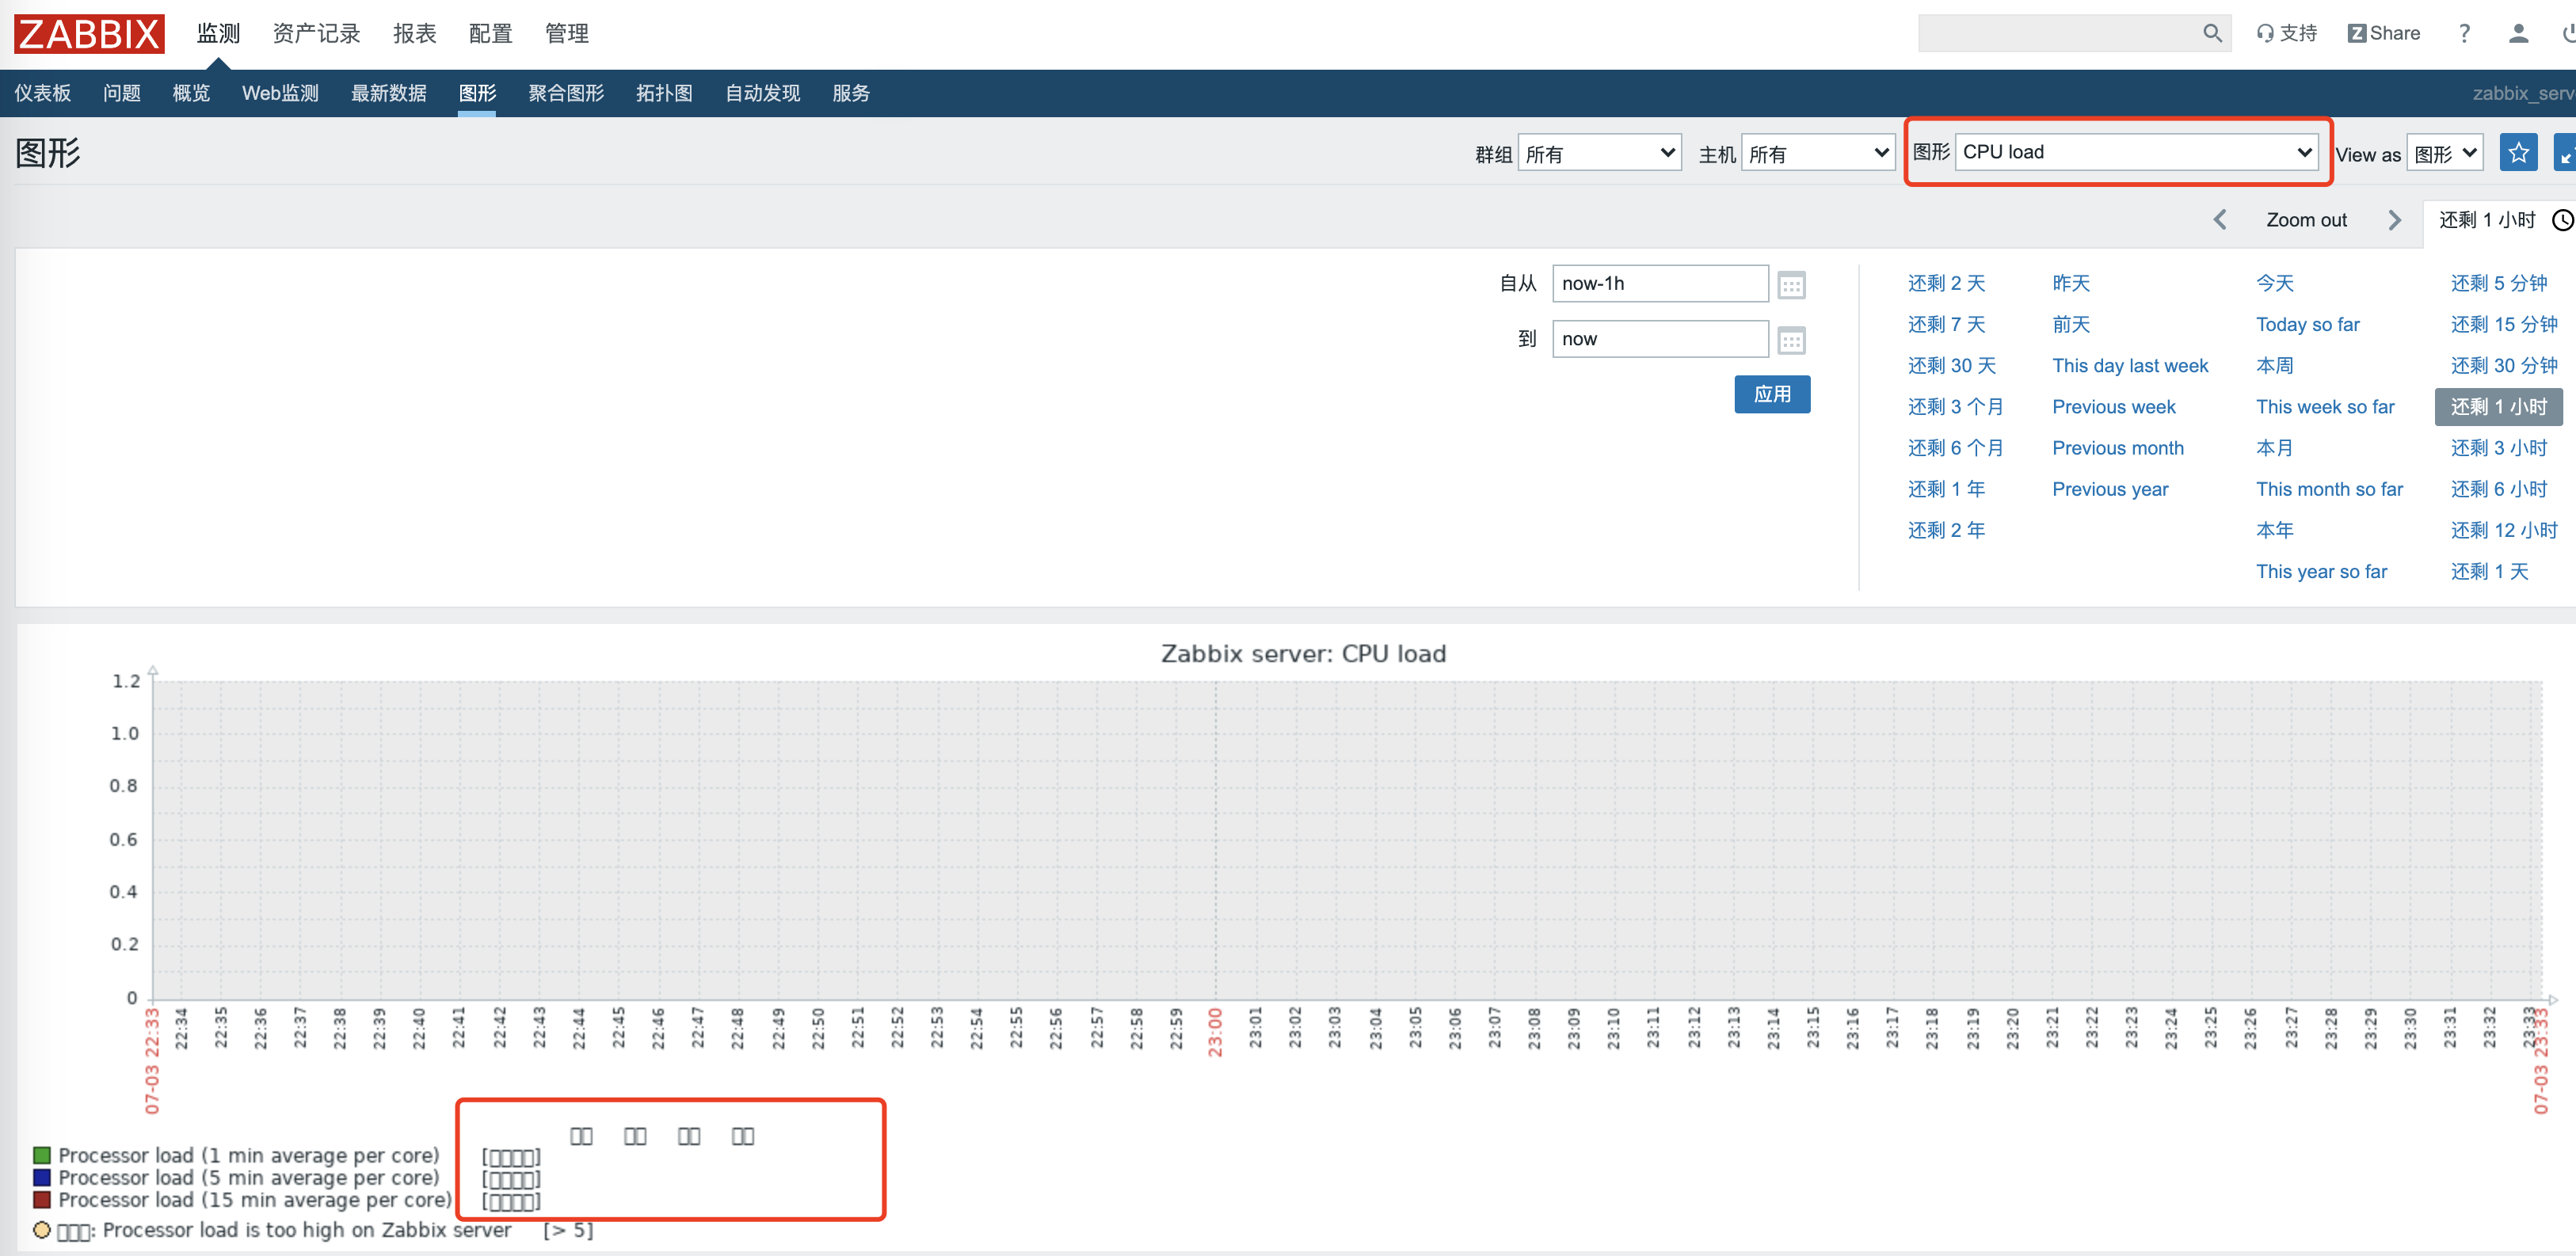 ZABBIX 监测 资产记录 报表 配置 管理 支持 Z Share ?
仪表板 问题 概览 Web监测 最新数据 图形 聚合图形 拓扑图 自动发现 服务 zabbix_serv
图形 群组 所有 主机 所有 图形 CPU load View as 图形
Zoom out 还剩 1 小时
自从 now-1h 还剩 2 天 昨天 今天 还剩 5 分钟
到 now 还剩 7 天 前天 Today so far 还剩 15 分钟
还剩 30 天 This day last week 本周 还剩 30 分钟
应用 还剩 3 个月 Previous week This week so far 还剩 1 小时
还剩 6 个月 Previous month 本月 还剩 3 小时
还剩 1 年 Previous year This month so far 还剩 6 小时
还剩 2 年 本年 还剩 12 小时
This year so far 还剩 1 天
Zabbix server: CPU load
1.2
1.0
0.8
0.6
0.4
0.2
0
07-03 22:33 22:34 22:35 22:36 22:37 22:38 22:39 22:40 22:41 22:42 22:43 22:44 22:45 22:46 22:47 22:48 22:49 22:50 22:51 22:52 22:53 22:54 22:55 22:56 22:57 22:58 22:59 23:00 23:01 23:02 23:03 23:04 23:05 23:06 23:07 23:08 23:09 23:10 23:11 23:12 23:13 23:14 23:15 23:16 23:17 23:18 23:19 23:20 23:21 23:22 23:23 23:24 23:25 23:26 23:27 23:28 23:29 23:30 23:31 23:32 23:33 07-03 23:33
□□ □□ □□ □□
Processor load (1 min average per core) [□□□□]
Processor load (5 min average per core) [□□□□]
Processor load (15 min average per core) [□□□□]
□□□: Processor load is too high on Zabbix server [> 5]